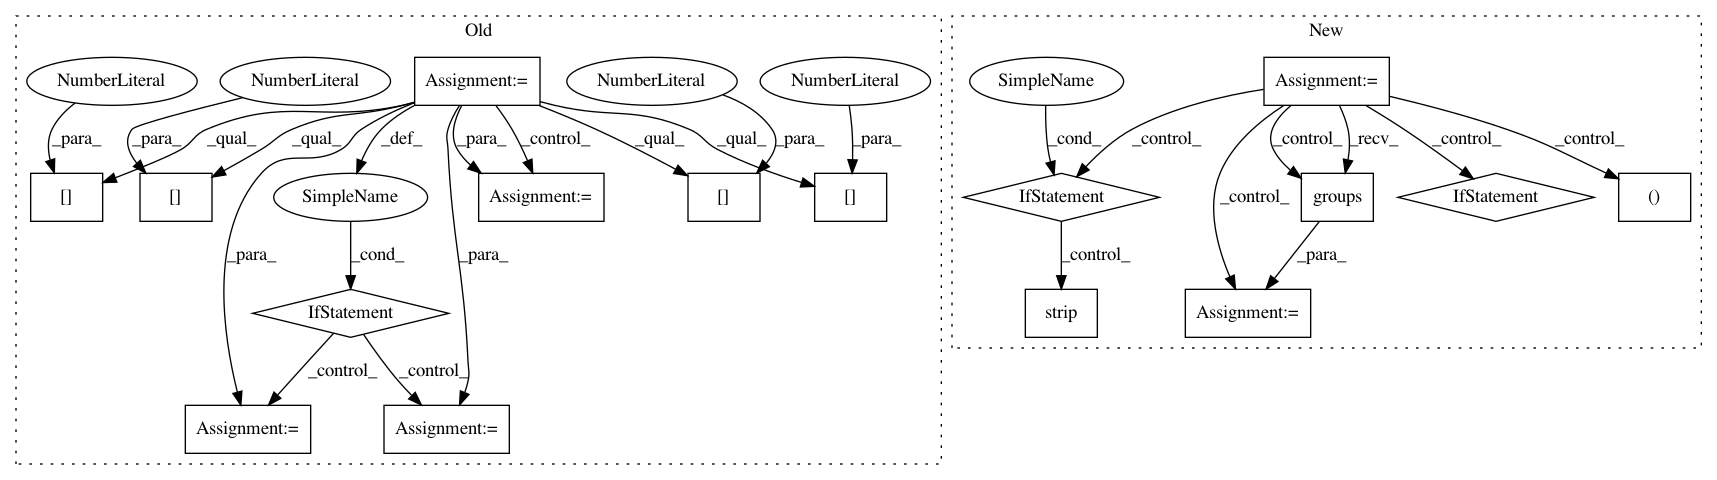 Old
New
NumberLiteral
NumberLiteral
Assignment:=
NumberLiteral
NumberLiteral
SimpleName
Assignment:=
_para_
_para_
_qual_
_qual_
_def_
_para_
_control_
_qual_
_qual_
_para_
_para_
_cond_
_control_
_control_
_recv_
_control_
_control_
[]
[]
SimpleName
Assignment:=
[]
[]
IfStatement
groups
IfStatement
()
_control_
_para_
_cond_
_para_
_control_
_para_
IfStatement
strip
Assignment:=
_control_
_control_
Assignment:=
Assignment:=